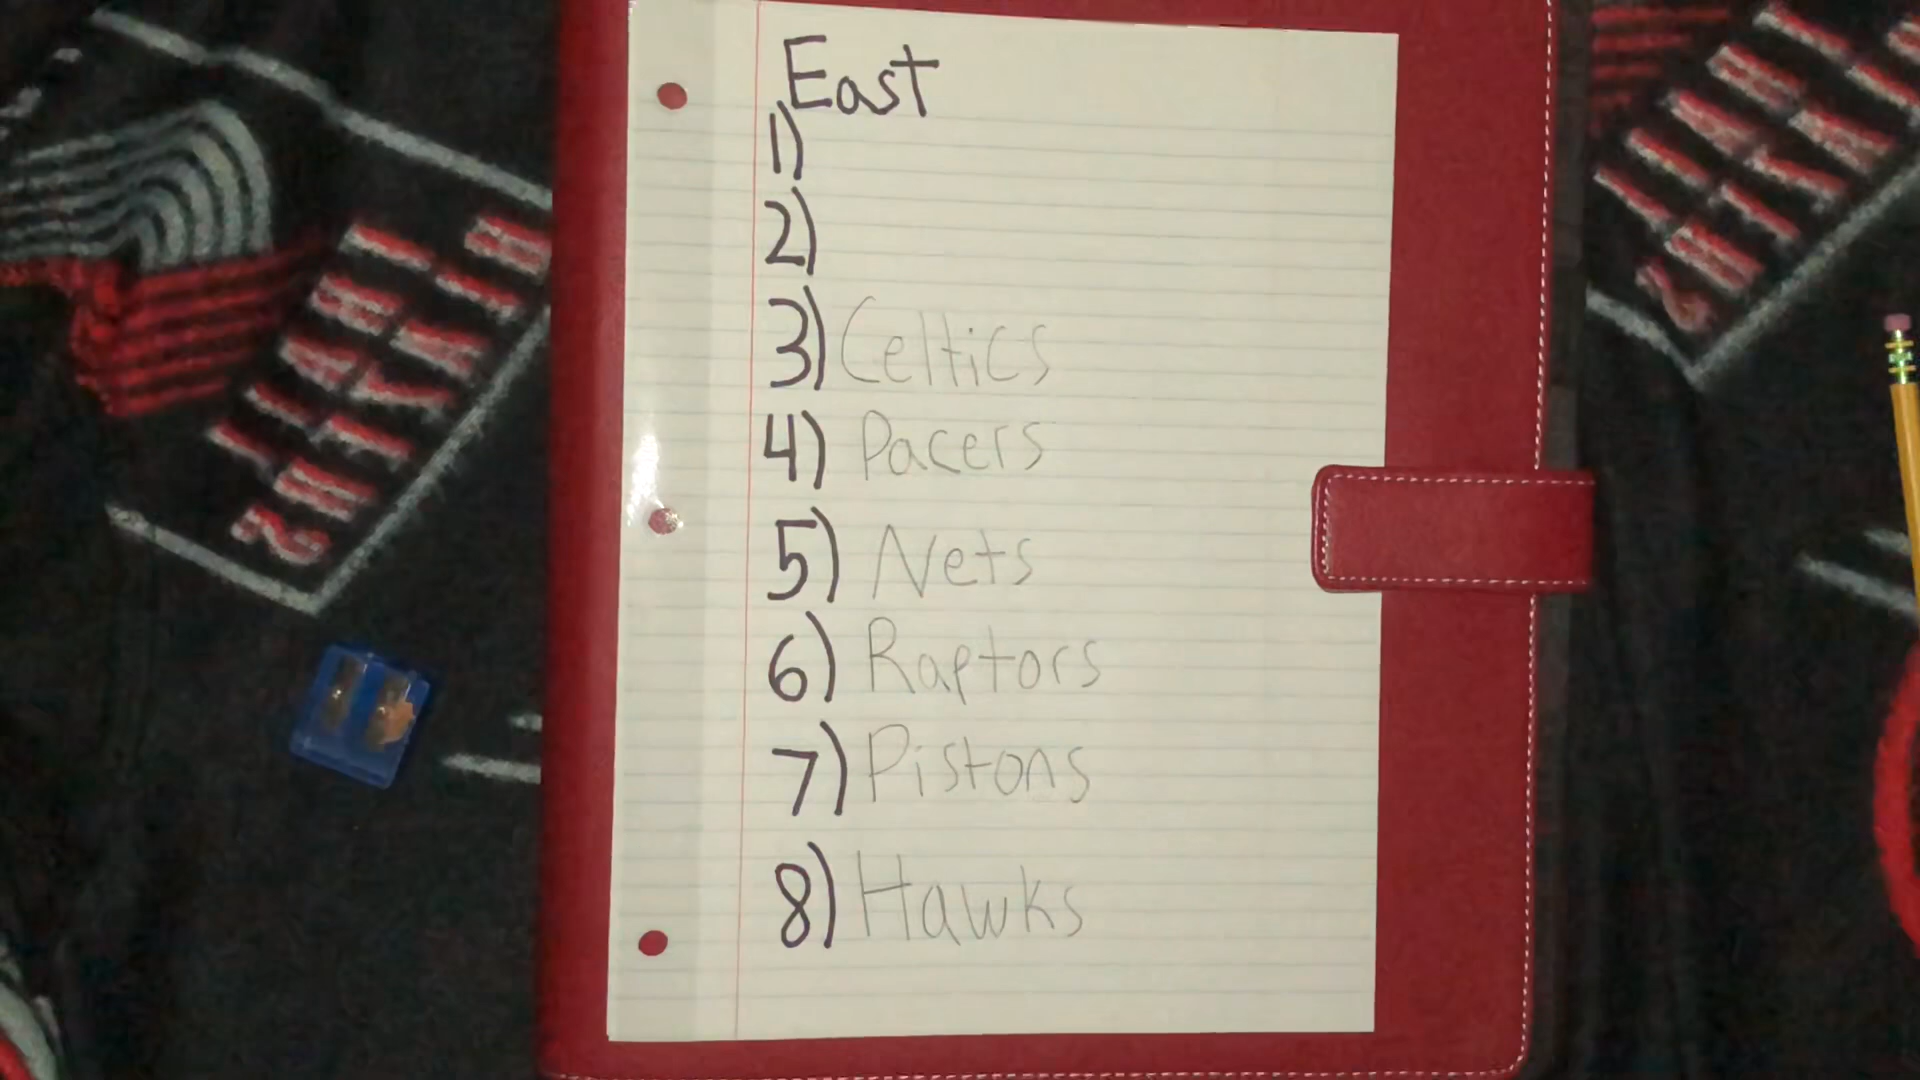 East
1)
2)
3) Celtics
4) Pacers
5) Nets
6) Raptors
7) Pistons
8) Hawks